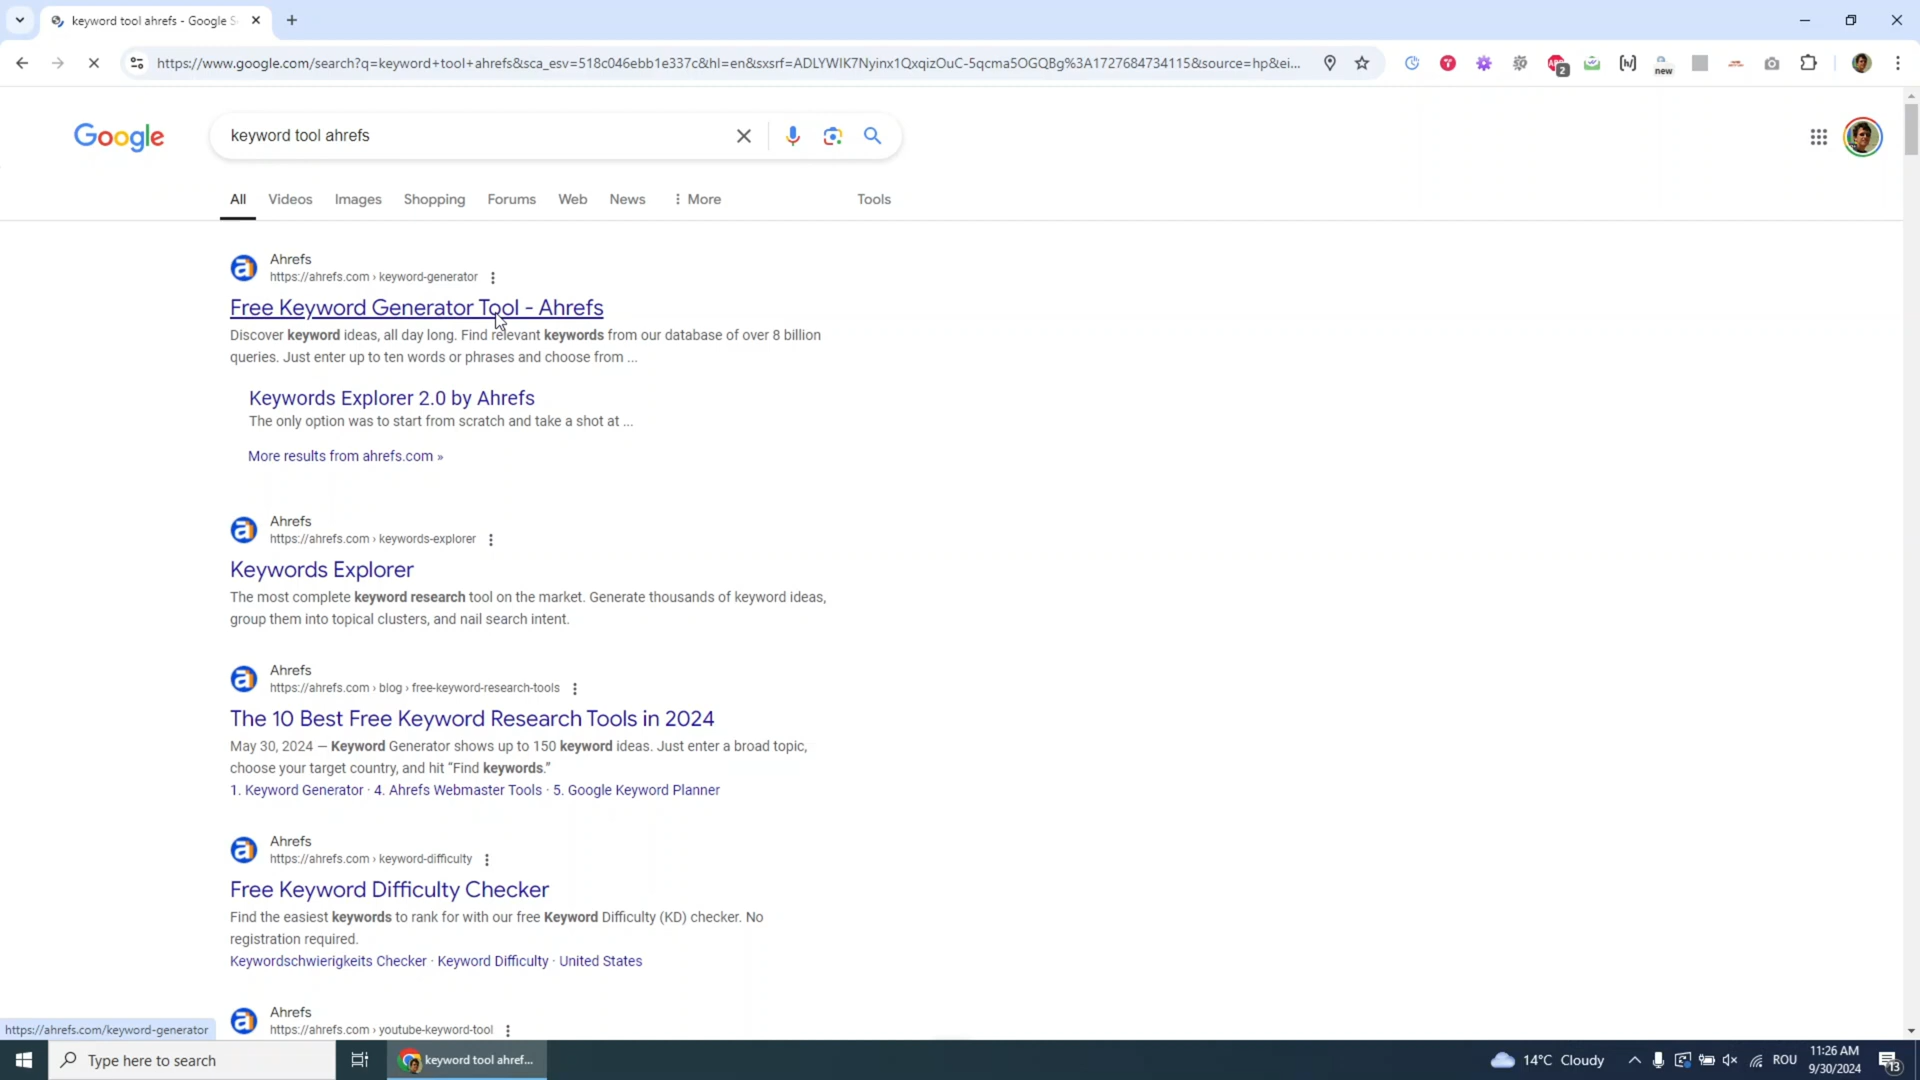 keyword tool ahrefs - Google S
https://www.google.com/search?q=keyword+tool+ahrefs&sca_esv=518c046ebb1e337c&hl=en&sxsrf=ADLYWIK7Nyinx1QxqizOuC-5qcma5OGQBg%3A1727684734115&source=hp&ei...
2
[h/]
new
Google
keyword tool ahrefs
All
Videos
Images
Shopping
Forums
Web
News
More
Tools
Ahrefs
https://ahrefs.com › keyword-generator
Free Keyword Generator Tool - Ahrefs
Discover keyword ideas, all day long. Find relevant keywords from our database of over 8 billion
queries. Just enter up to ten words or phrases and choose from ...
Keywords Explorer 2.0 by Ahrefs
The only option was to start from scratch and take a shot at ...
More results from ahrefs.com »
Ahrefs
https://ahrefs.com › keywords-explorer
Keywords Explorer
The most complete keyword research tool on the market. Generate thousands of keyword ideas,
group them into topical clusters, and nail search intent.
Ahrefs
https://ahrefs.com › blog › free-keyword-research-tools
The 10 Best Free Keyword Research Tools in 2024
May 30, 2024 — Keyword Generator shows up to 150 keyword ideas. Just enter a broad topic,
choose your target country, and hit “Find keywords.”
1. Keyword Generator · 4. Ahrefs Webmaster Tools · 5. Google Keyword Planner
Ahrefs
https://ahrefs.com › keyword-difficulty
Free Keyword Difficulty Checker
Find the easiest keywords to rank for with our free Keyword Difficulty (KD) checker. No
registration required.
Keywordschwierigkeits Checker · Keyword Difficulty · United States
Ahrefs
https://ahrefs.com › youtube-keyword-tool
https://ahrefs.com/keyword-generator
Type here to search
keyword tool ahref...
14°C Cloudy
ROU
11:26 AM
9/30/2024
13